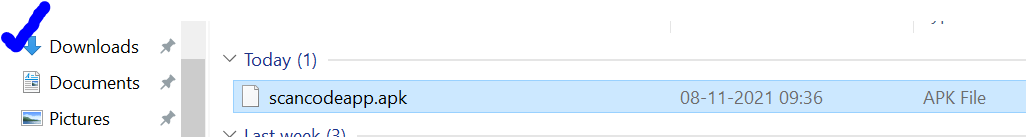 Downloads
Documents
Pictures
Today (1)
scancodeapp.apk 08-11-2021 09:36 APK File
Last week (3)